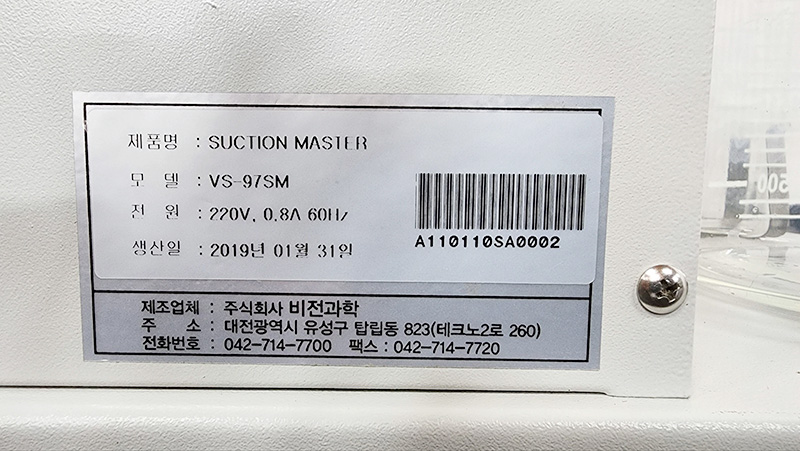 제품명 : SUCTION MASTER
모 델 : VS-97SM
전 원 : 220V, 0.8A 60Hz
생산일 : 2019년 01월 31일
A110110SA0002
제조업체 : 주식회사 비전과학
주 소 : 대전광역시 유성구 탑립동 823(테크노2로 260)
전화번호 : 042-714-7700 팩스 : 042-714-7720
500